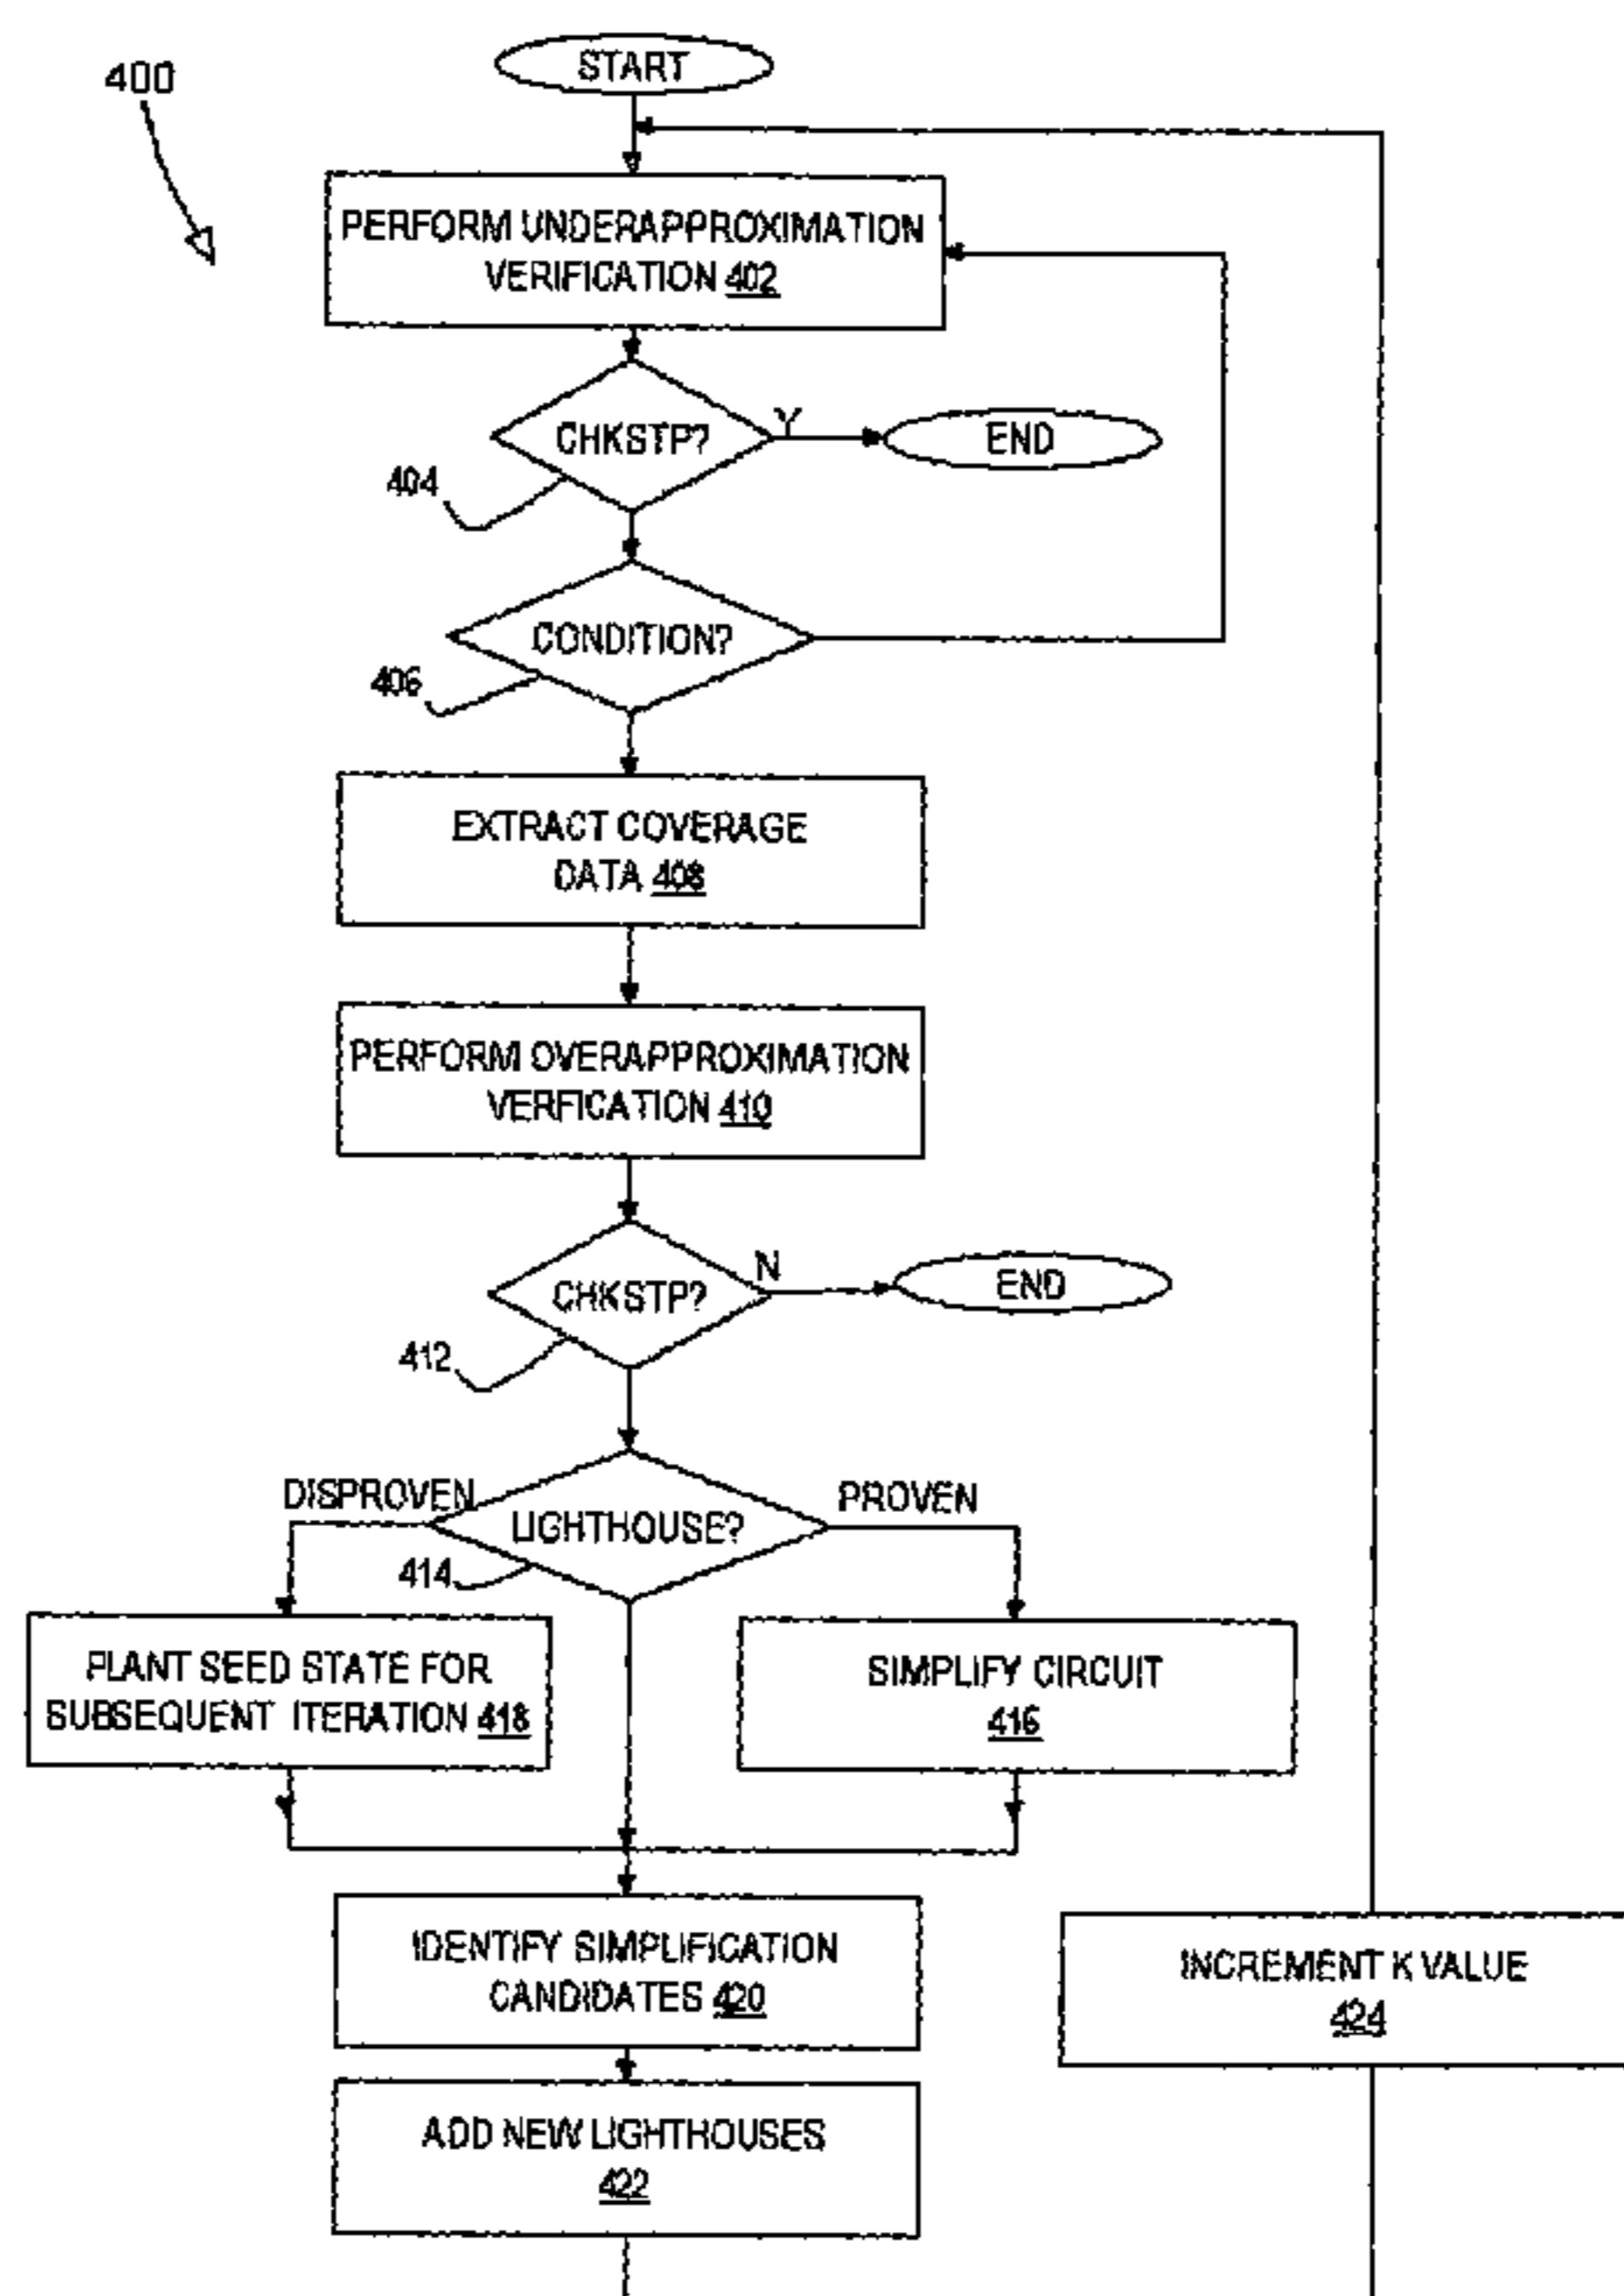 400
START
PERFORM UNDERAPPROXIMATION
VERIFICATION 402
CHKSTP?
Y
END
404
CONDITION?
406
EXTRACT COVERAGE
DATA 408
PERFORM OVERAPPROXIMATION
VERFICATION 410
CHKSTP?
N
END
412
DISPROVEN
LIGHTHOUSE?
PROVEN
414
PLANT SEED STATE FOR
SUBSEQUENT ITERATION 418
SIMPLIFY CIRCUIT
416
IDENTIFY SIMPLIFICATION
CANDIDATES 420
INCREMENT K VALUE
424
ADD NEW LIGHTHOUSES
422